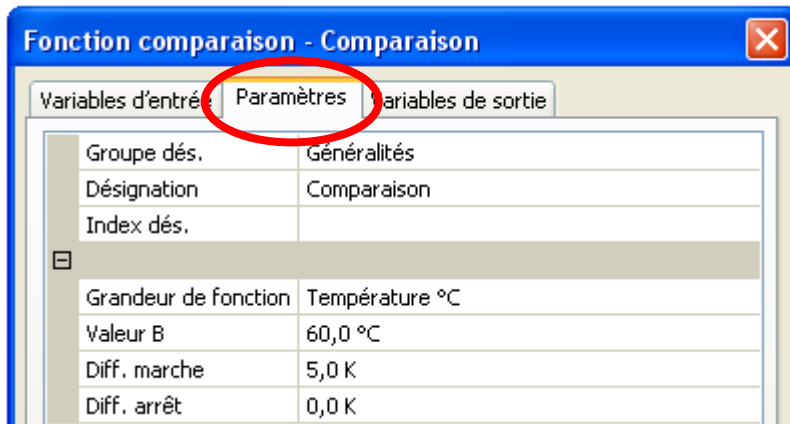 Fonction comparaison - Comparaison
Variables d'entrée Paramètres Variables de sortie
Groupe dés. Généralités
Désignation Comparaison
Index dés.
Grandeur de fonction Température °C
Valeur B 60,0 °C
Diff. marche 5,0 K
Diff. arrêt 0,0 K